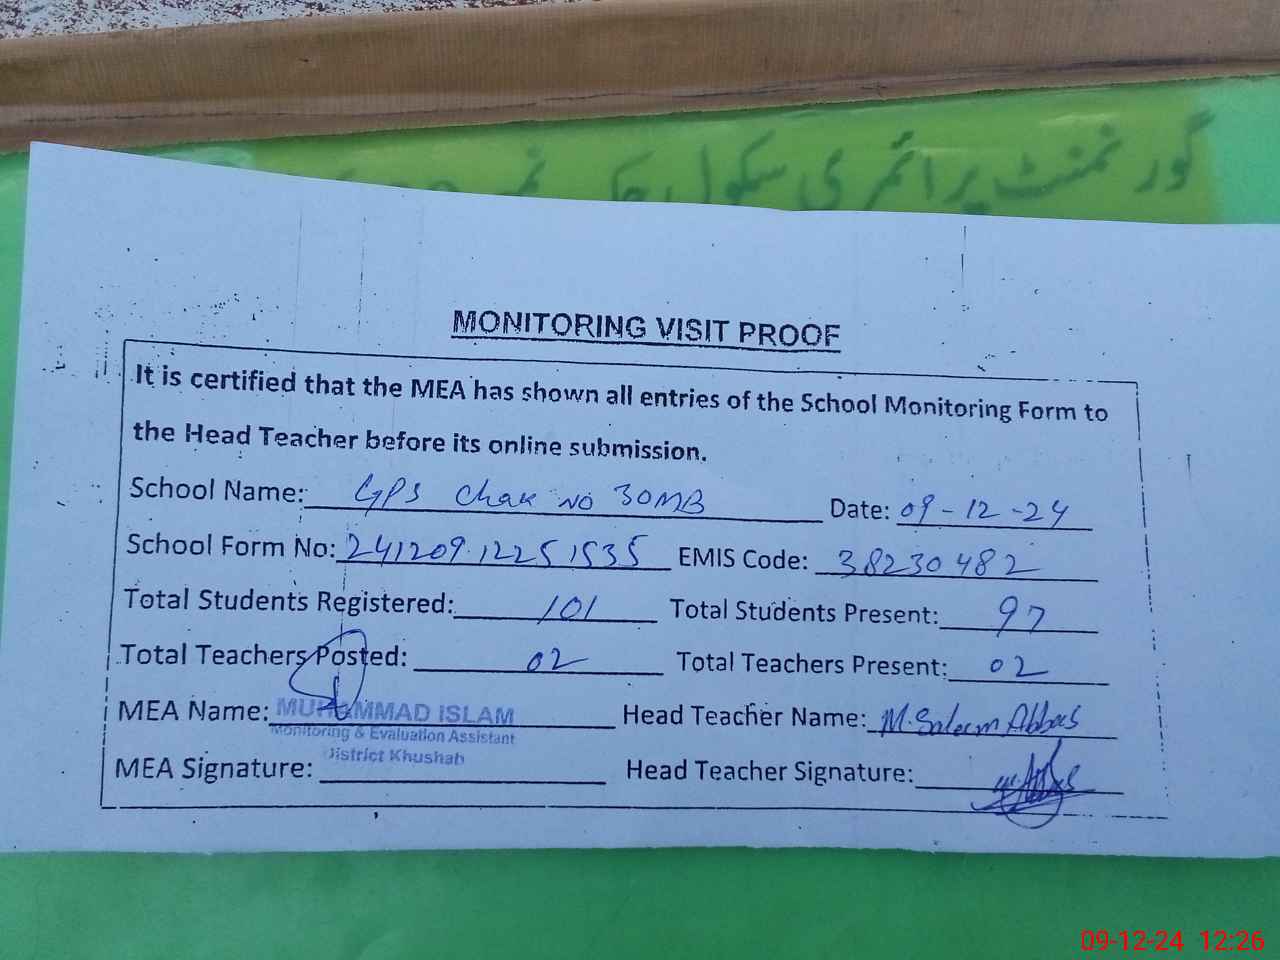 گورنمنٹ پرائمری سکول چک نمبر
MONITORING VISIT PROOF
It is certified that the MEA has shown all entries of the School Monitoring Form to
the Head Teacher before its online submission.
School Name: GPS Chak No 30MB Date: 09-12-24
School Form No: 241209.12251535 EMIS Code: 38230482
Total Students Registered: 101 Total Students Present: 97
Total Teachers Posted: 02 Total Teachers Present: 02
MEA Name: MUHAMMAD ISLAM Head Teacher Name: M. Saleem Abbas
Monitoring & Evaluation Assistant
District Khushab
MEA Signature: Head Teacher Signature:
09-12-24 12:26